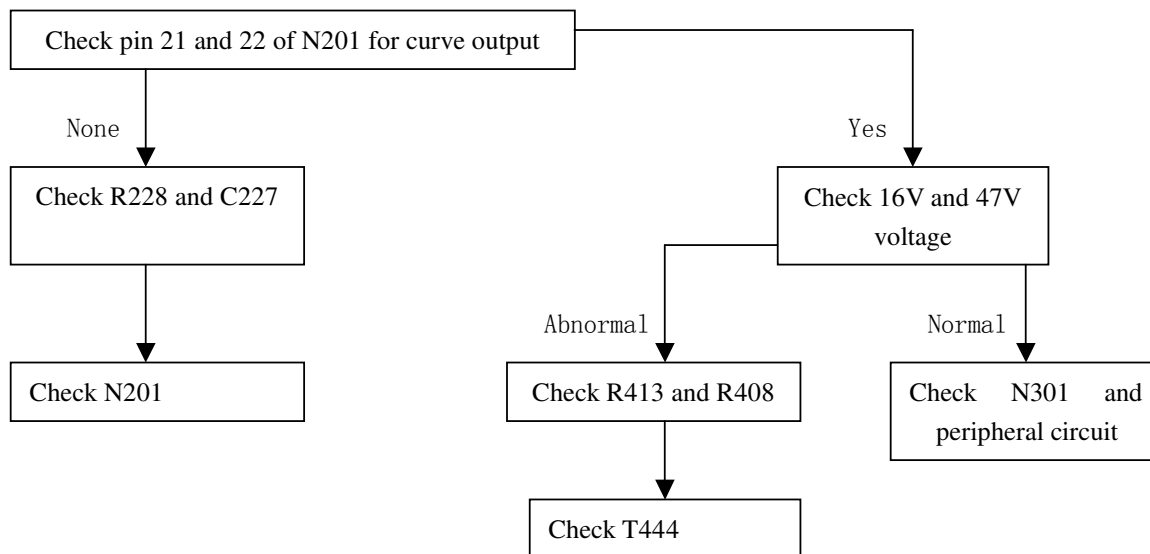 Check pin 21 and 22 of N201 for curve output
None
Yes
Check R228 and C227
Check 16V and 47V
voltage
Abnormal
Normal
Check N201
Check R413 and R408
Check N301 and
peripheral circuit
Check T444